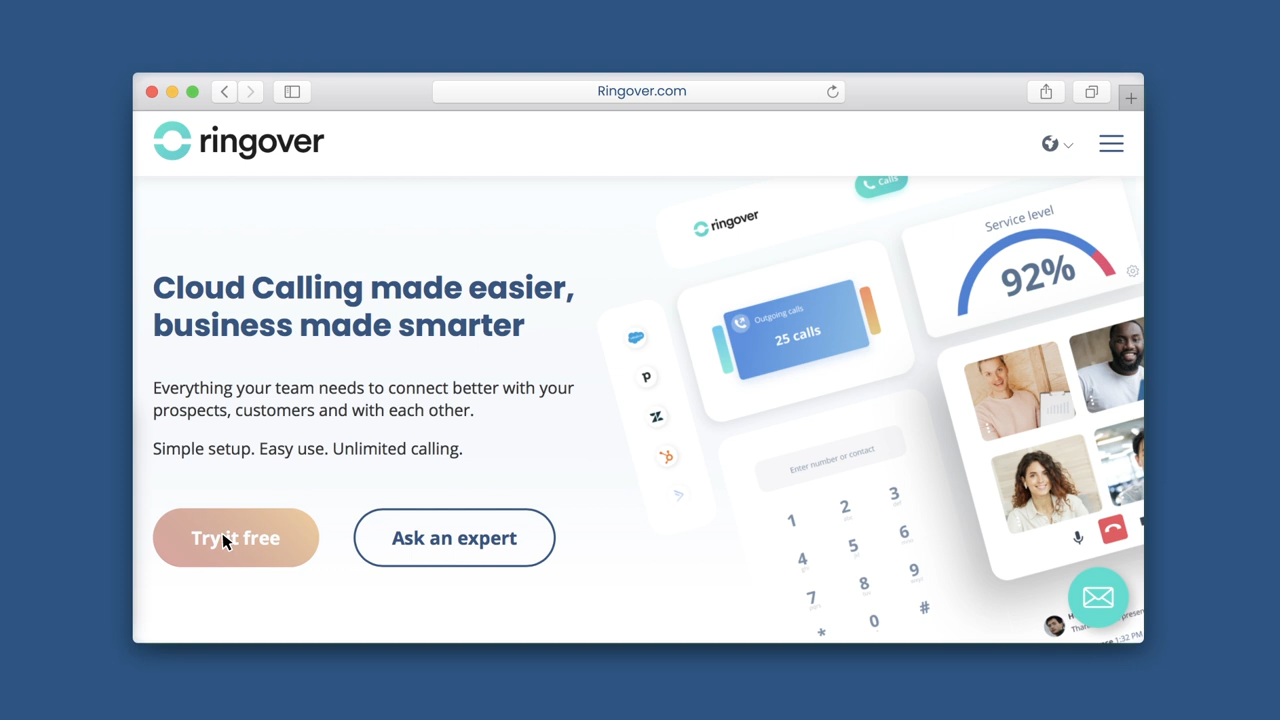 Ringover.com
ringover
Calls
ringover
Service level
92%
Outgoing calls
25 calls
Cloud Calling made easier,
business made smarter
Everything your team needs to connect better with your
prospects, customers and with each other.
Simple setup. Easy use. Unlimited calling.
Try it free
Ask an expert
Enter number or contact
1 2 3
4 5 6
7 8 9
* 0 #
1:32 PM